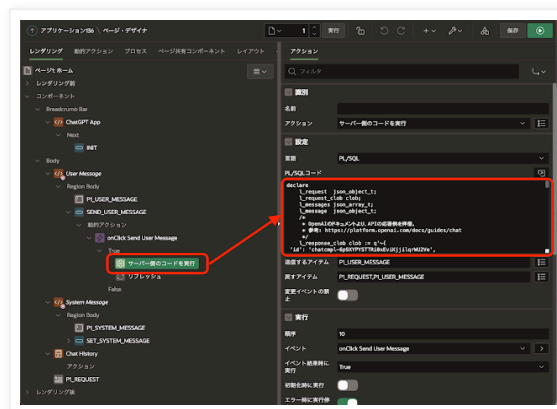 アプリケーション136 \ ページ・デザイナ
1
実行
保存
レンダリング 動的アクション プロセス ページ共有コンポーネント レイアウト
ページ1: ホーム
レンダリング前
コンポーネント
Breadcrumb Bar
ChatGPT App
Next
INIT
Body
User Message
Region Body
P1_USER_MESSAGE
SEND_USER_MESSAGE
動的アクション
onClick Send User Message
True
サーバー側のコードを実行
リフレッシュ
False
System Message
Region Body
P1_SYSTEM_MESSAGE
SET_SYSTEM_MESSAGE
Chat History
アクション
P1_REQUEST
レンダリング後
アクション
フィルタ
識別
名前
アクション サーバー側のコードを実行
設定
言語 PL/SQL
PL/SQLコード
declare
l_request json_object_t;
l_request_clob clob;
l_messages json_array_t;
l_message json_object_t;
/*
* OpenAIのドキュメントより、APIの応答例を拝借。
* 参考: https://platform.openai.com/docs/guides/chat
*/
l_response_clob clob := q'~{
送信するアイテム P1_USER_MESSAGE
戻すアイテム P1_REQUEST,P1_USER_MESSAGE
変更イベントの禁止
実行
順序 10
イベント onClick Send User Message
イベント結果時に実行 True
初期化時に実行
エラー時に実行停